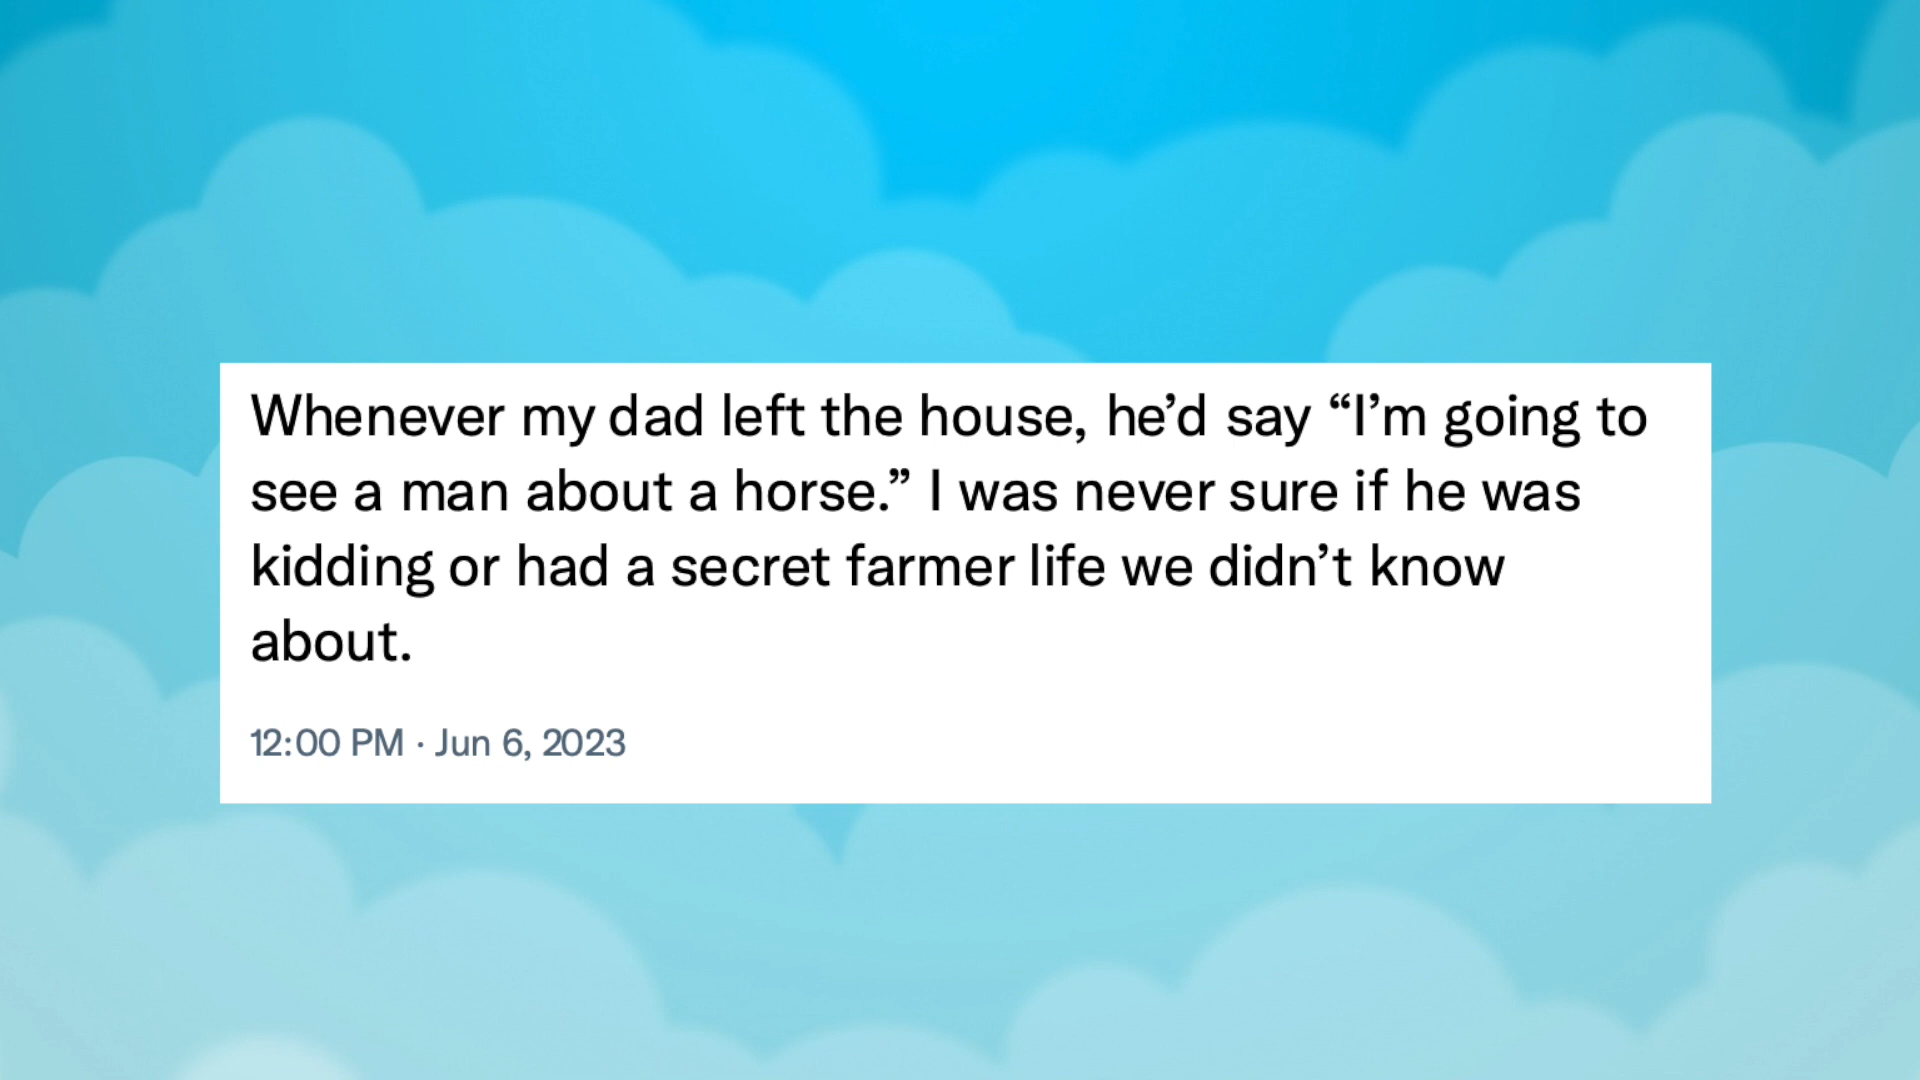 Whenever my dad left the house, he’d say “I’m going to
see a man about a horse.” I was never sure if he was
kidding or had a secret farmer life we didn’t know
about.
12:00 PM · Jun 6, 2023